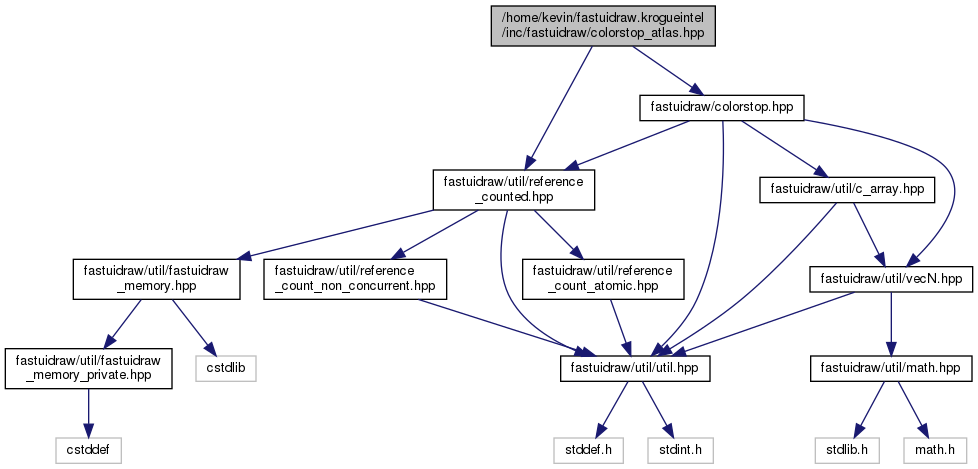 /home/kevin/fastuidraw.krogueintel
/inc/fastuidraw/colorstop_atlas.hpp
fastuidraw/colorstop.hpp
fastuidraw/util/reference
_counted.hpp
fastuidraw/util/c_array.hpp
fastuidraw/util/fastuidraw
_memory.hpp
fastuidraw/util/reference
_count_non_concurrent.hpp
fastuidraw/util/reference
_count_atomic.hpp
fastuidraw/util/vecN.hpp
fastuidraw/util/fastuidraw
_memory_private.hpp
cstdlib
fastuidraw/util/util.hpp
fastuidraw/util/math.hpp
cstddef
stddef.h
stdint.h
stdlib.h
math.h